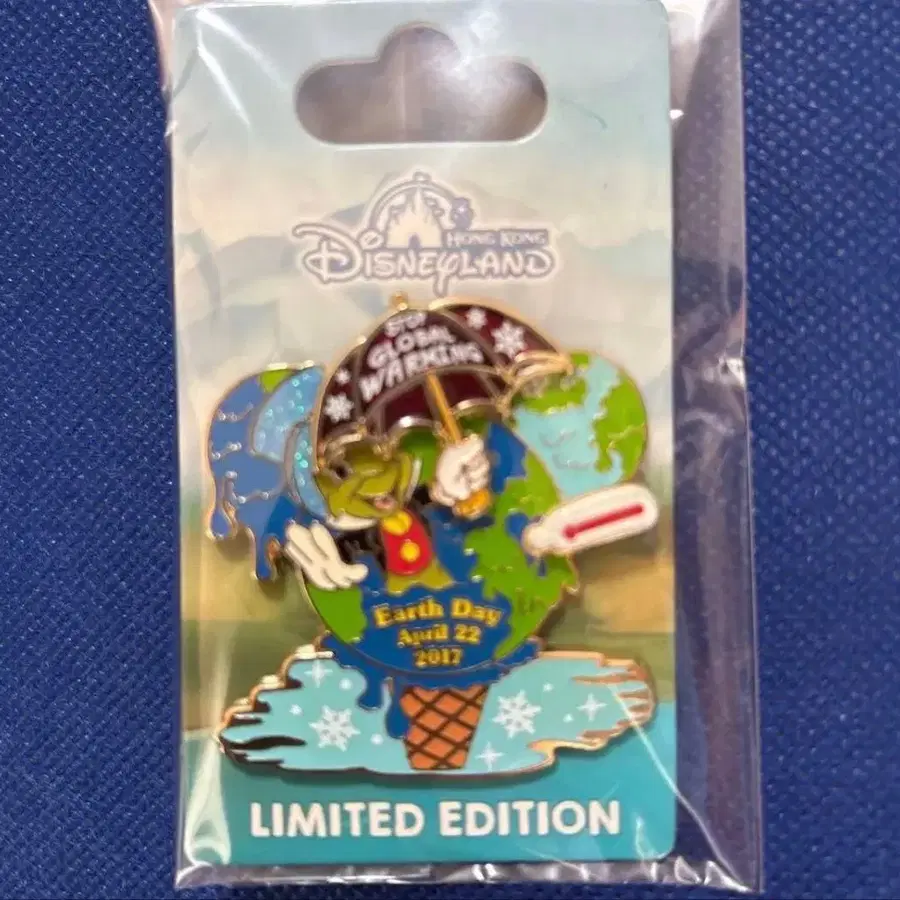 HONG KONG
DISNEYLAND
STOP
GLOBAL
WARMING
Earth Day
April 22
2017
LIMITED EDITION